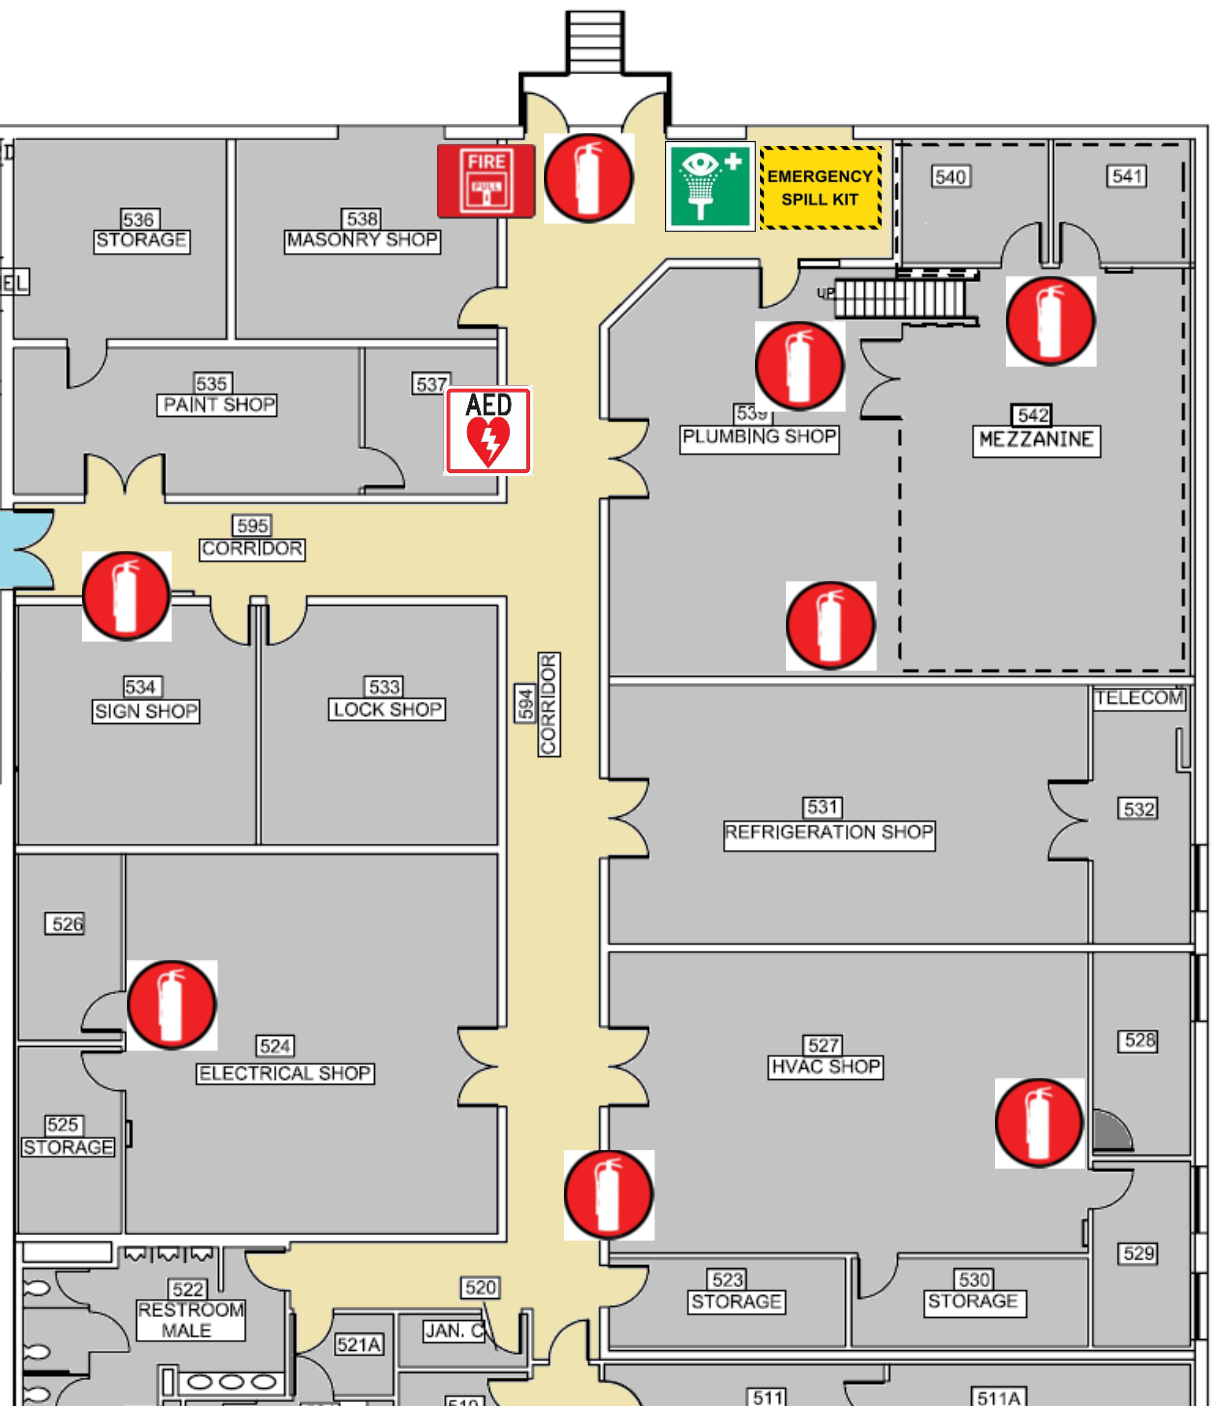 FIRE
PULL
EMERGENCY
SPILL KIT
540
541
536
STORAGE
538
MASONRY SHOP
EL
UP
535
PAINT SHOP
537
AED
539
PLUMBING SHOP
542
MEZZANINE
595
CORRIDOR
534
SIGN SHOP
533
LOCK SHOP
594
CORRIDOR
TELECOM
531
REFRIGERATION SHOP
532
526
524
ELECTRICAL SHOP
527
HVAC SHOP
528
525
STORAGE
529
522
RESTROOM
MALE
520
523
STORAGE
530
STORAGE
JAN. C
521A
511
511A